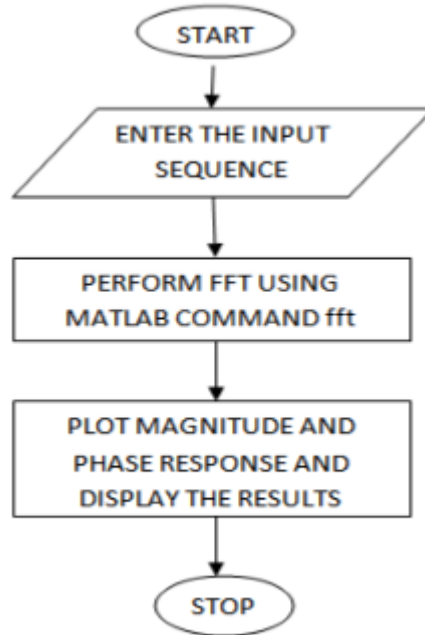 START
ENTER THE INPUT
SEQUENCE
PERFORM FFT USING
MATLAB COMMAND fft
PLOT MAGNITUDE AND
PHASE RESPONSE AND
DISPLAY THE RESULTS
STOP